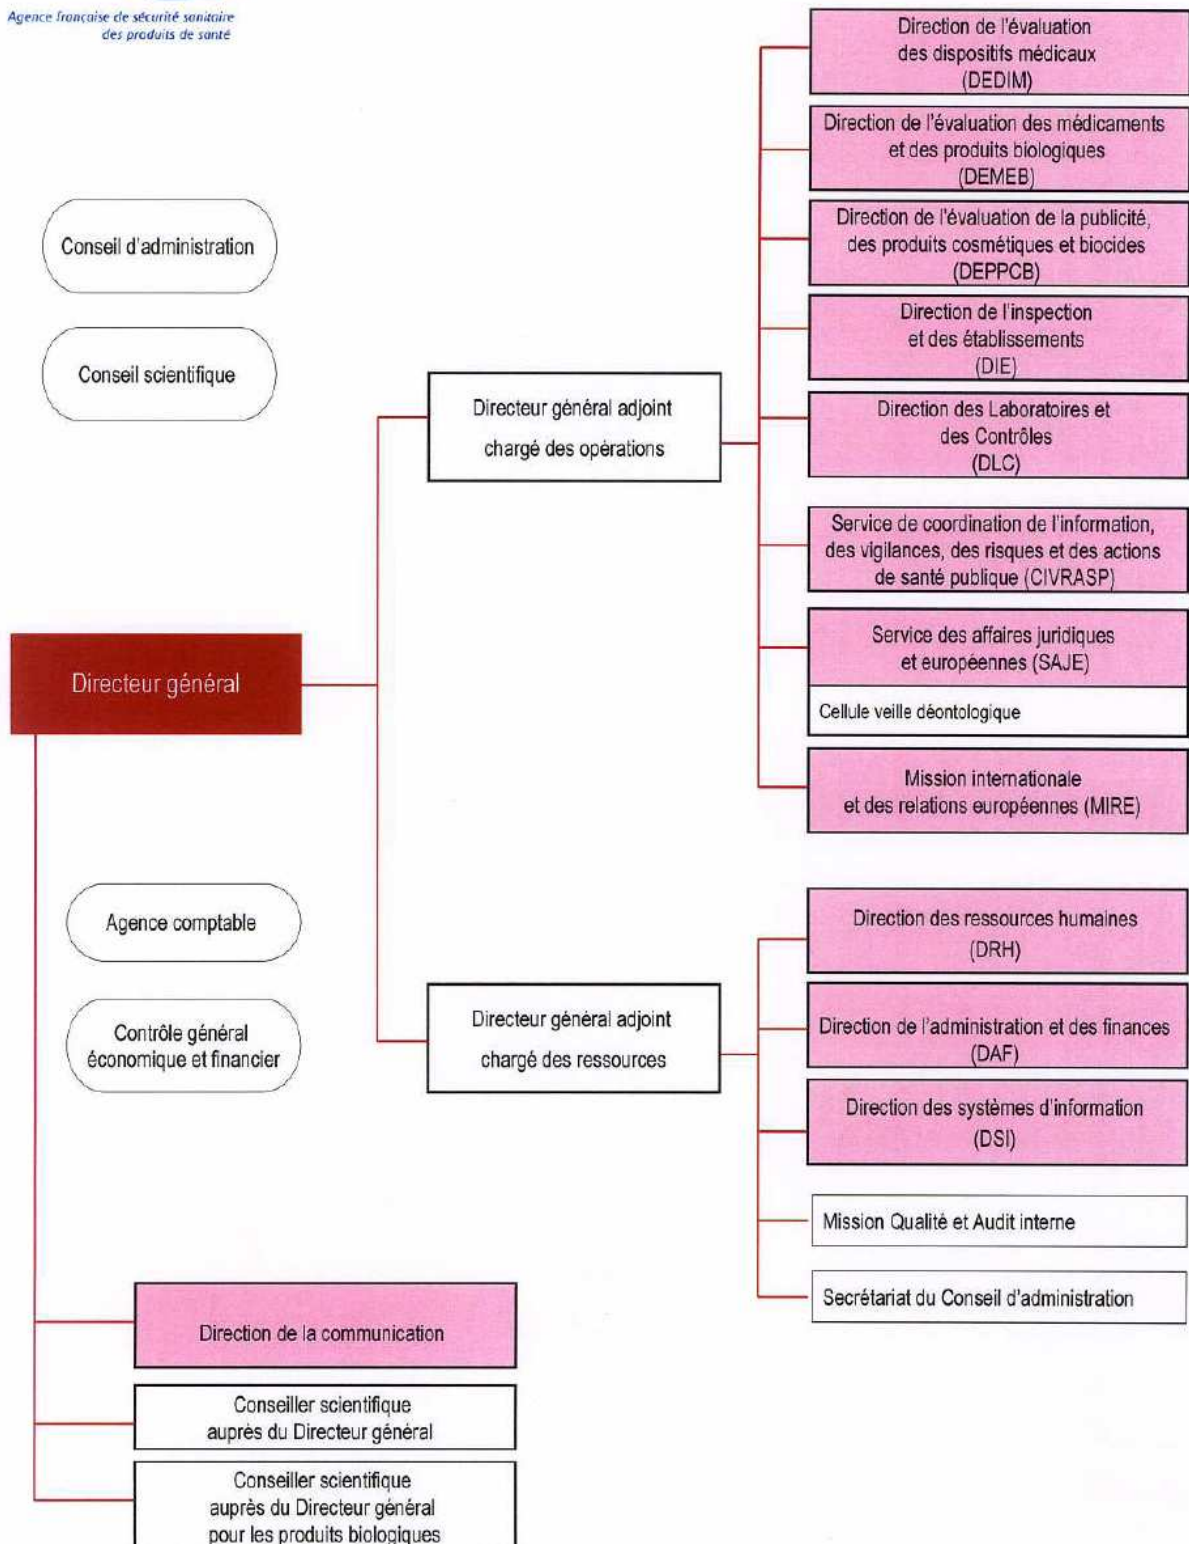 Agence française de sécurité sanitaire
des produits de santé
Direction de l'évaluation
des dispositifs médicaux
(DEDIM)
Direction de l'évaluation des médicaments
et des produits biologiques
(DEMEB)
Direction de l'évaluation de la publicité,
des produits cosmétiques et biocides
(DEPPCB)
Direction de l'inspection
et des établissements
(DIE)
Direction des Laboratoires et
des Contrôles
(DLC)
Service de coordination de l'information,
des vigilances, des risques et des actions
de santé publique (CIVRASP)
Service des affaires juridiques
et européennes (SAJE)
Cellule veille déontologique
Mission internationale
et des relations européennes (MIRE)
Conseil d'administration
Conseil scientifique
Directeur général adjoint
chargé des opérations
Directeur général
Agence comptable
Contrôle général
économique et financier
Directeur général adjoint
chargé des ressources
Direction des ressources humaines
(DRH)
Direction de l'administration et des finances
(DAF)
Direction des systèmes d'information
(DSI)
Mission Qualité et Audit interne
Secrétariat du Conseil d'administration
Direction de la communication
Conseiller scientifique
auprès du Directeur général
Conseiller scientifique
auprès du Directeur général
pour les produits biologiques